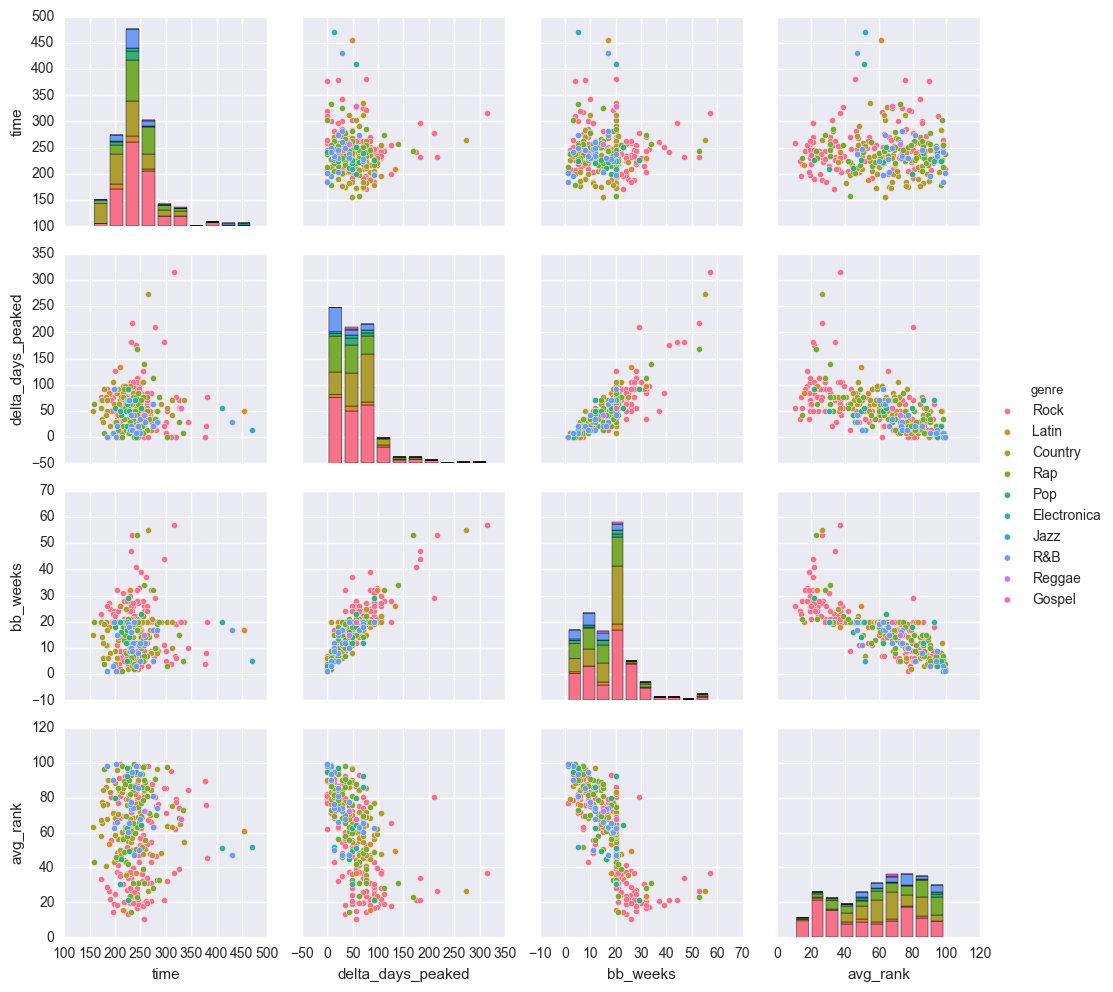 500
450
400
350
300
250
200
150
100
time
350
300
250
200
150
100
50
0
−50
delta_days_peaked
genre
Rock
Latin
Country
Rap
Pop
Electronica
Jazz
R&B
Reggae
Gospel
70
60
50
40
30
20
10
0
−10
bb_weeks
120
100
80
60
40
20
0
avg_rank
100 150 200 250 300 350 400 450 500
time
−50 0 50 100 150 200 250 300 350
delta_days_peaked
−10 0 10 20 30 40 50 60 70
bb_weeks
0 20 40 60 80 100 120
avg_rank